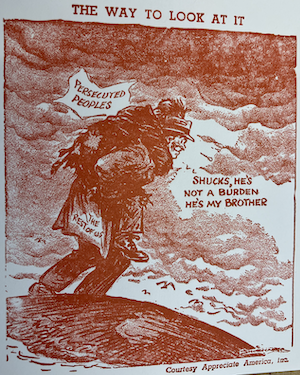 THE WAY TO LOOK AT IT
PERSECUTED
PEOPLES
SHUCKS, HE'S
NOT A BURDEN
HE'S MY BROTHER
THE
REST OF US
Courtesy Appreciate America, Inc.